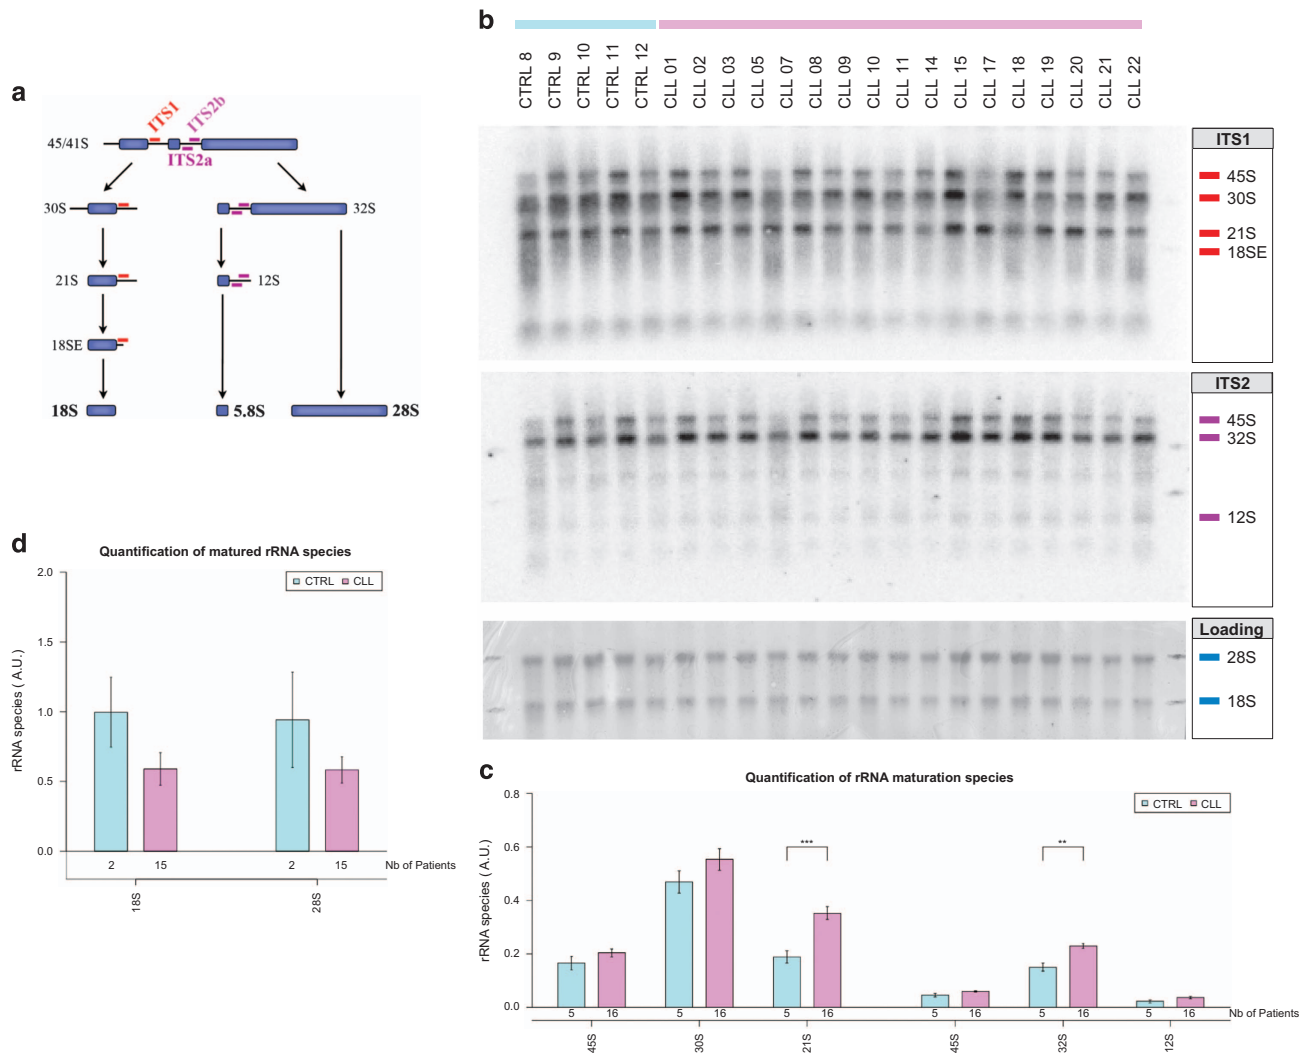 a
ITS1
ITS2b
45/41S
ITS2a
30S
32S
21S
12S
18SE
18S
5.8S
28S
b
CTRL 8
CTRL 9
CTRL 10
CTRL 11
CTRL 12
CLL 01
CLL 02
CLL 03
CLL 05
CLL 07
CLL 08
CLL 09
CLL 10
CLL 11
CLL 14
CLL 15
CLL 17
CLL 18
CLL 19
CLL 20
CLL 21
CLL 22
ITS1
45S
30S
21S
18SE
ITS2
45S
32S
12S
Loading
28S
18S
c
Quantification of rRNA maturation species
CTRL CLL
rRNA species ( A.U.)
0.8
0.6
0.4
0.2
0.0
***
**
5 16 5 16 5 16 5 16 5 16 5 16 Nb of Patients
45S 30S 21S 45S 32S 12S
d
Quantification of matured rRNA species
CTRL CLL
rRNA species ( A.U.)
2.0
1.5
1.0
0.5
0.0
2 15 2 15 Nb of Patients
18S 28S